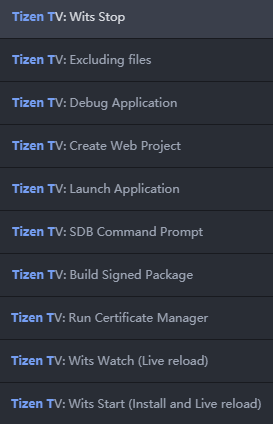 Tizen TV: Wits Stop
Tizen TV: Excluding files
Tizen TV: Debug Application
Tizen TV: Create Web Project
Tizen TV: Launch Application
Tizen TV: SDB Command Prompt
Tizen TV: Build Signed Package
Tizen TV: Run Certificate Manager
Tizen TV: Wits Watch (Live reload)
Tizen TV: Wits Start (Install and Live reload)